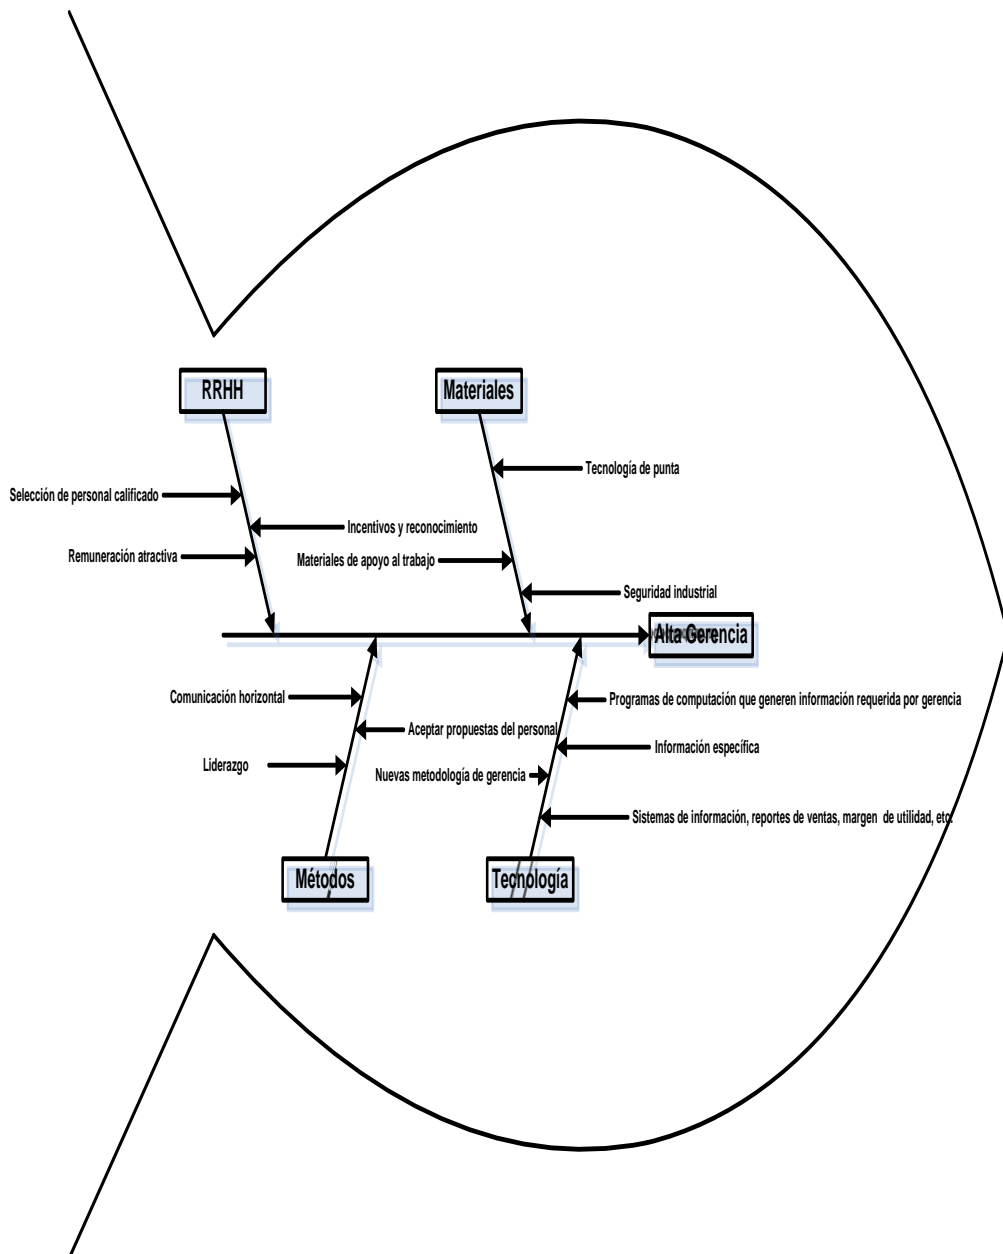 RRHH
Materiales
Tecnología de punta
Selección de personal calificado
Incentivos y reconocimiento
Remuneración atractiva
Materiales de apoyo al trabajo
Seguridad industrial
Alta Gerencia
Comunicación horizontal
Programas de computación que generen información requerida por gerencia
Aceptar propuestas del personal
Información específica
Liderazgo
Nuevas metodología de gerencia
Sistemas de información, reportes de ventas, margen de utilidad, etc.
Métodos
Tecnología